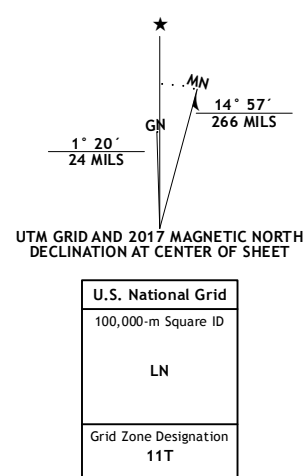 ★
MN
GN
14° 57´
266 MILS
1° 20´
24 MILS
UTM GRID AND 2017 MAGNETIC NORTH
DECLINATION AT CENTER OF SHEET
U.S. National Grid
100,000-m Square ID
LN
Grid Zone Designation
11T